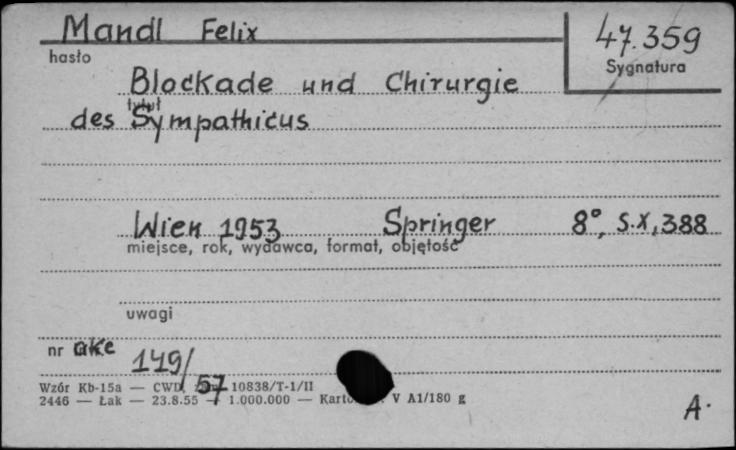 Mandl Felix
47.359
hasło
Sygnatura
Blockade und Chirurgie
tytuł
des Sympathicus
Wien 1953 Springer 8°, S.X, 388
miejsce, rok, wydawca, format, objętość
uwagi
nr akc
149/57
Wzór Kb-15a — CWD, 10838/T-1/II
2446 — Łak — 23.8.55 — 1.000.000 — V A1/180 g
A.